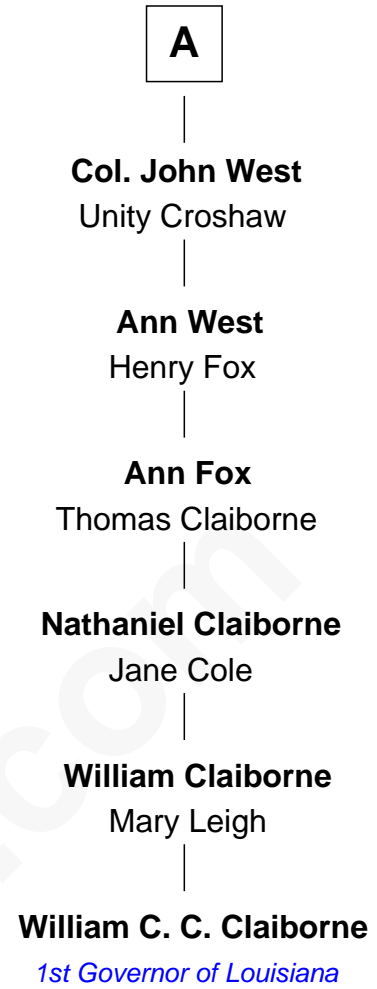 A
Col. John West
Unity Croshaw
Ann West
Henry Fox
Ann Fox
Thomas Claiborne
Nathaniel Claiborne
Jane Cole
William Claiborne
Mary Leigh
William C. C. Claiborne
1st Governor of Louisiana
.com